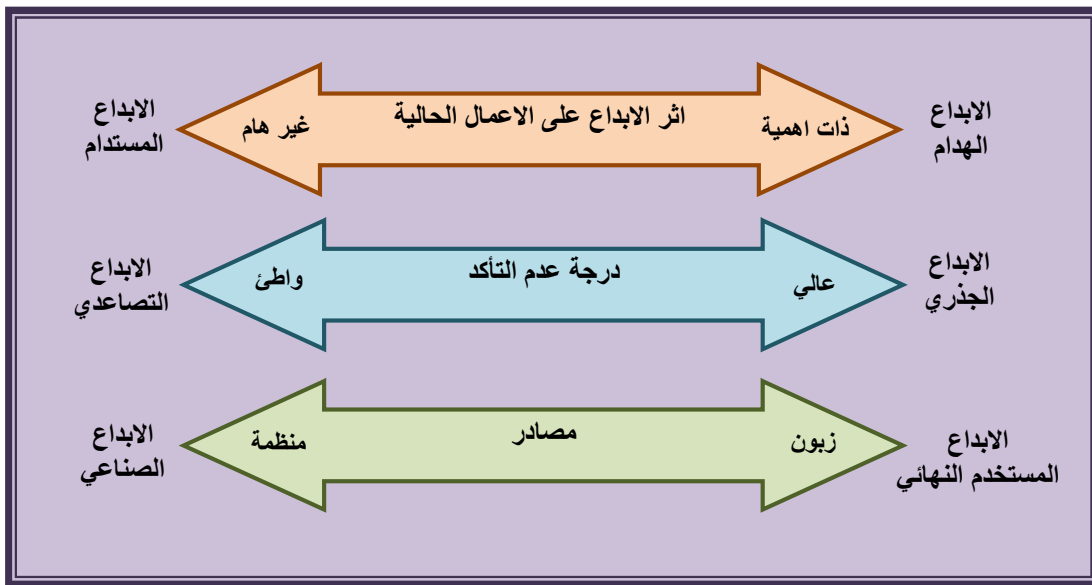 الابداع
الهدام
ذات اهمية
اثر الابداع على الاعمال الحالية
غير هام
الابداع
المستدام
الابداع
الجذري
عالي
درجة عدم التأكد
واطئ
الابداع
التصاعدي
الابداع
المستخدم النهائي
زبون
مصادر
منظمة
الابداع
الصناعي